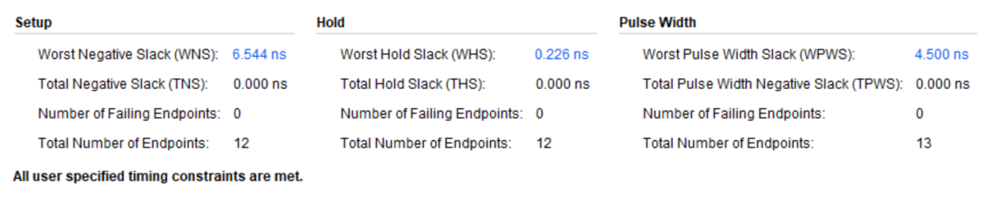 Setup
Hold
Pulse Width
Worst Negative Slack (WNS): 6.544 ns
Worst Hold Slack (WHS): 0.226 ns
Worst Pulse Width Slack (WPWS): 4.500 ns
Total Negative Slack (TNS): 0.000 ns
Total Hold Slack (THS): 0.000 ns
Total Pulse Width Negative Slack (TPWS): 0.000 ns
Number of Failing Endpoints: 0
Number of Failing Endpoints: 0
Number of Failing Endpoints: 0
Total Number of Endpoints: 12
Total Number of Endpoints: 12
Total Number of Endpoints: 13
All user specified timing constraints are met.